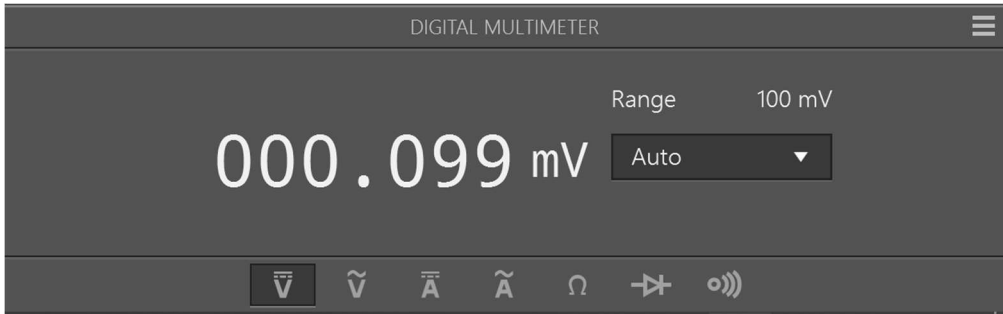 DIGITAL MULTIMETER
Range 100 mV
000.099 mV
Auto
V V A A Ω